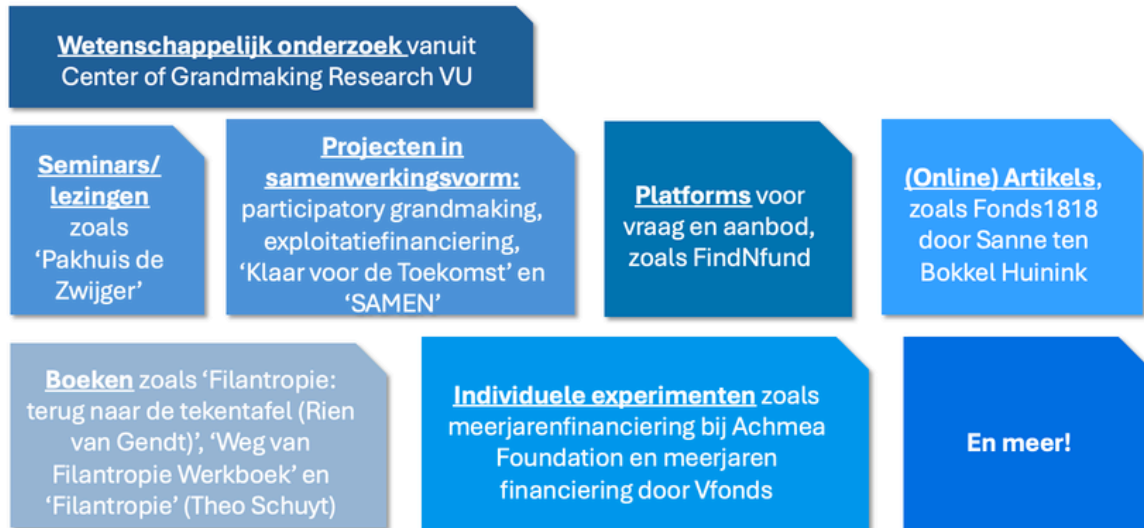 Wetenschappelijk onderzoek vanuit
Center of Grandmaking Research VU
Seminars/
lezingen
zoals
‘Pakhuis de
Zwijger’
Projecten in
samenwerkingsvorm:
participatory grandmaking,
exploitatiefinanciering,
‘Klaar voor de Toekomst’ en
‘SAMEN’
Platforms voor
vraag en aanbod,
zoals FindNfund
(Online) Artikels,
zoals Fonds1818
door Sanne ten
Bokkel Huinink
Boeken zoals ‘Filantropie:
terug naar de tekentafel (Rien
van Gendt)’, ‘Weg van
Filantropie Werkboek’ en
‘Filantropie’ (Theo Schuyt)
Individuele experimenten zoals
meerjarenfinanciering bij Achmea
Foundation en meerjaren
financiering door Vfonds
En meer!